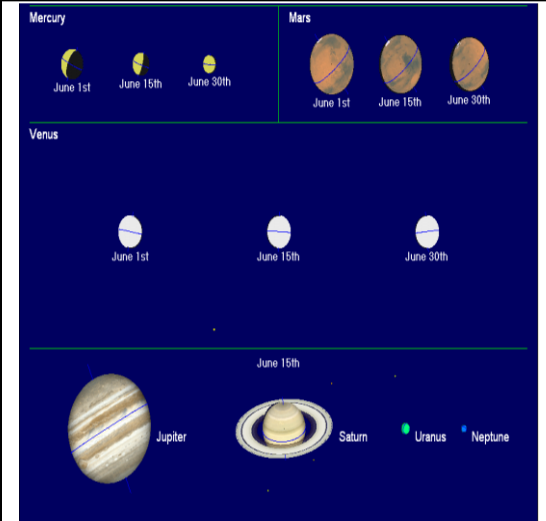 Mercury
June 1st
June 15th
June 30th
Mars
June 1st
June 15th
June 30th
Venus
June 1st
June 15th
June 30th
June 15th
Jupiter
Saturn
Uranus
Neptune